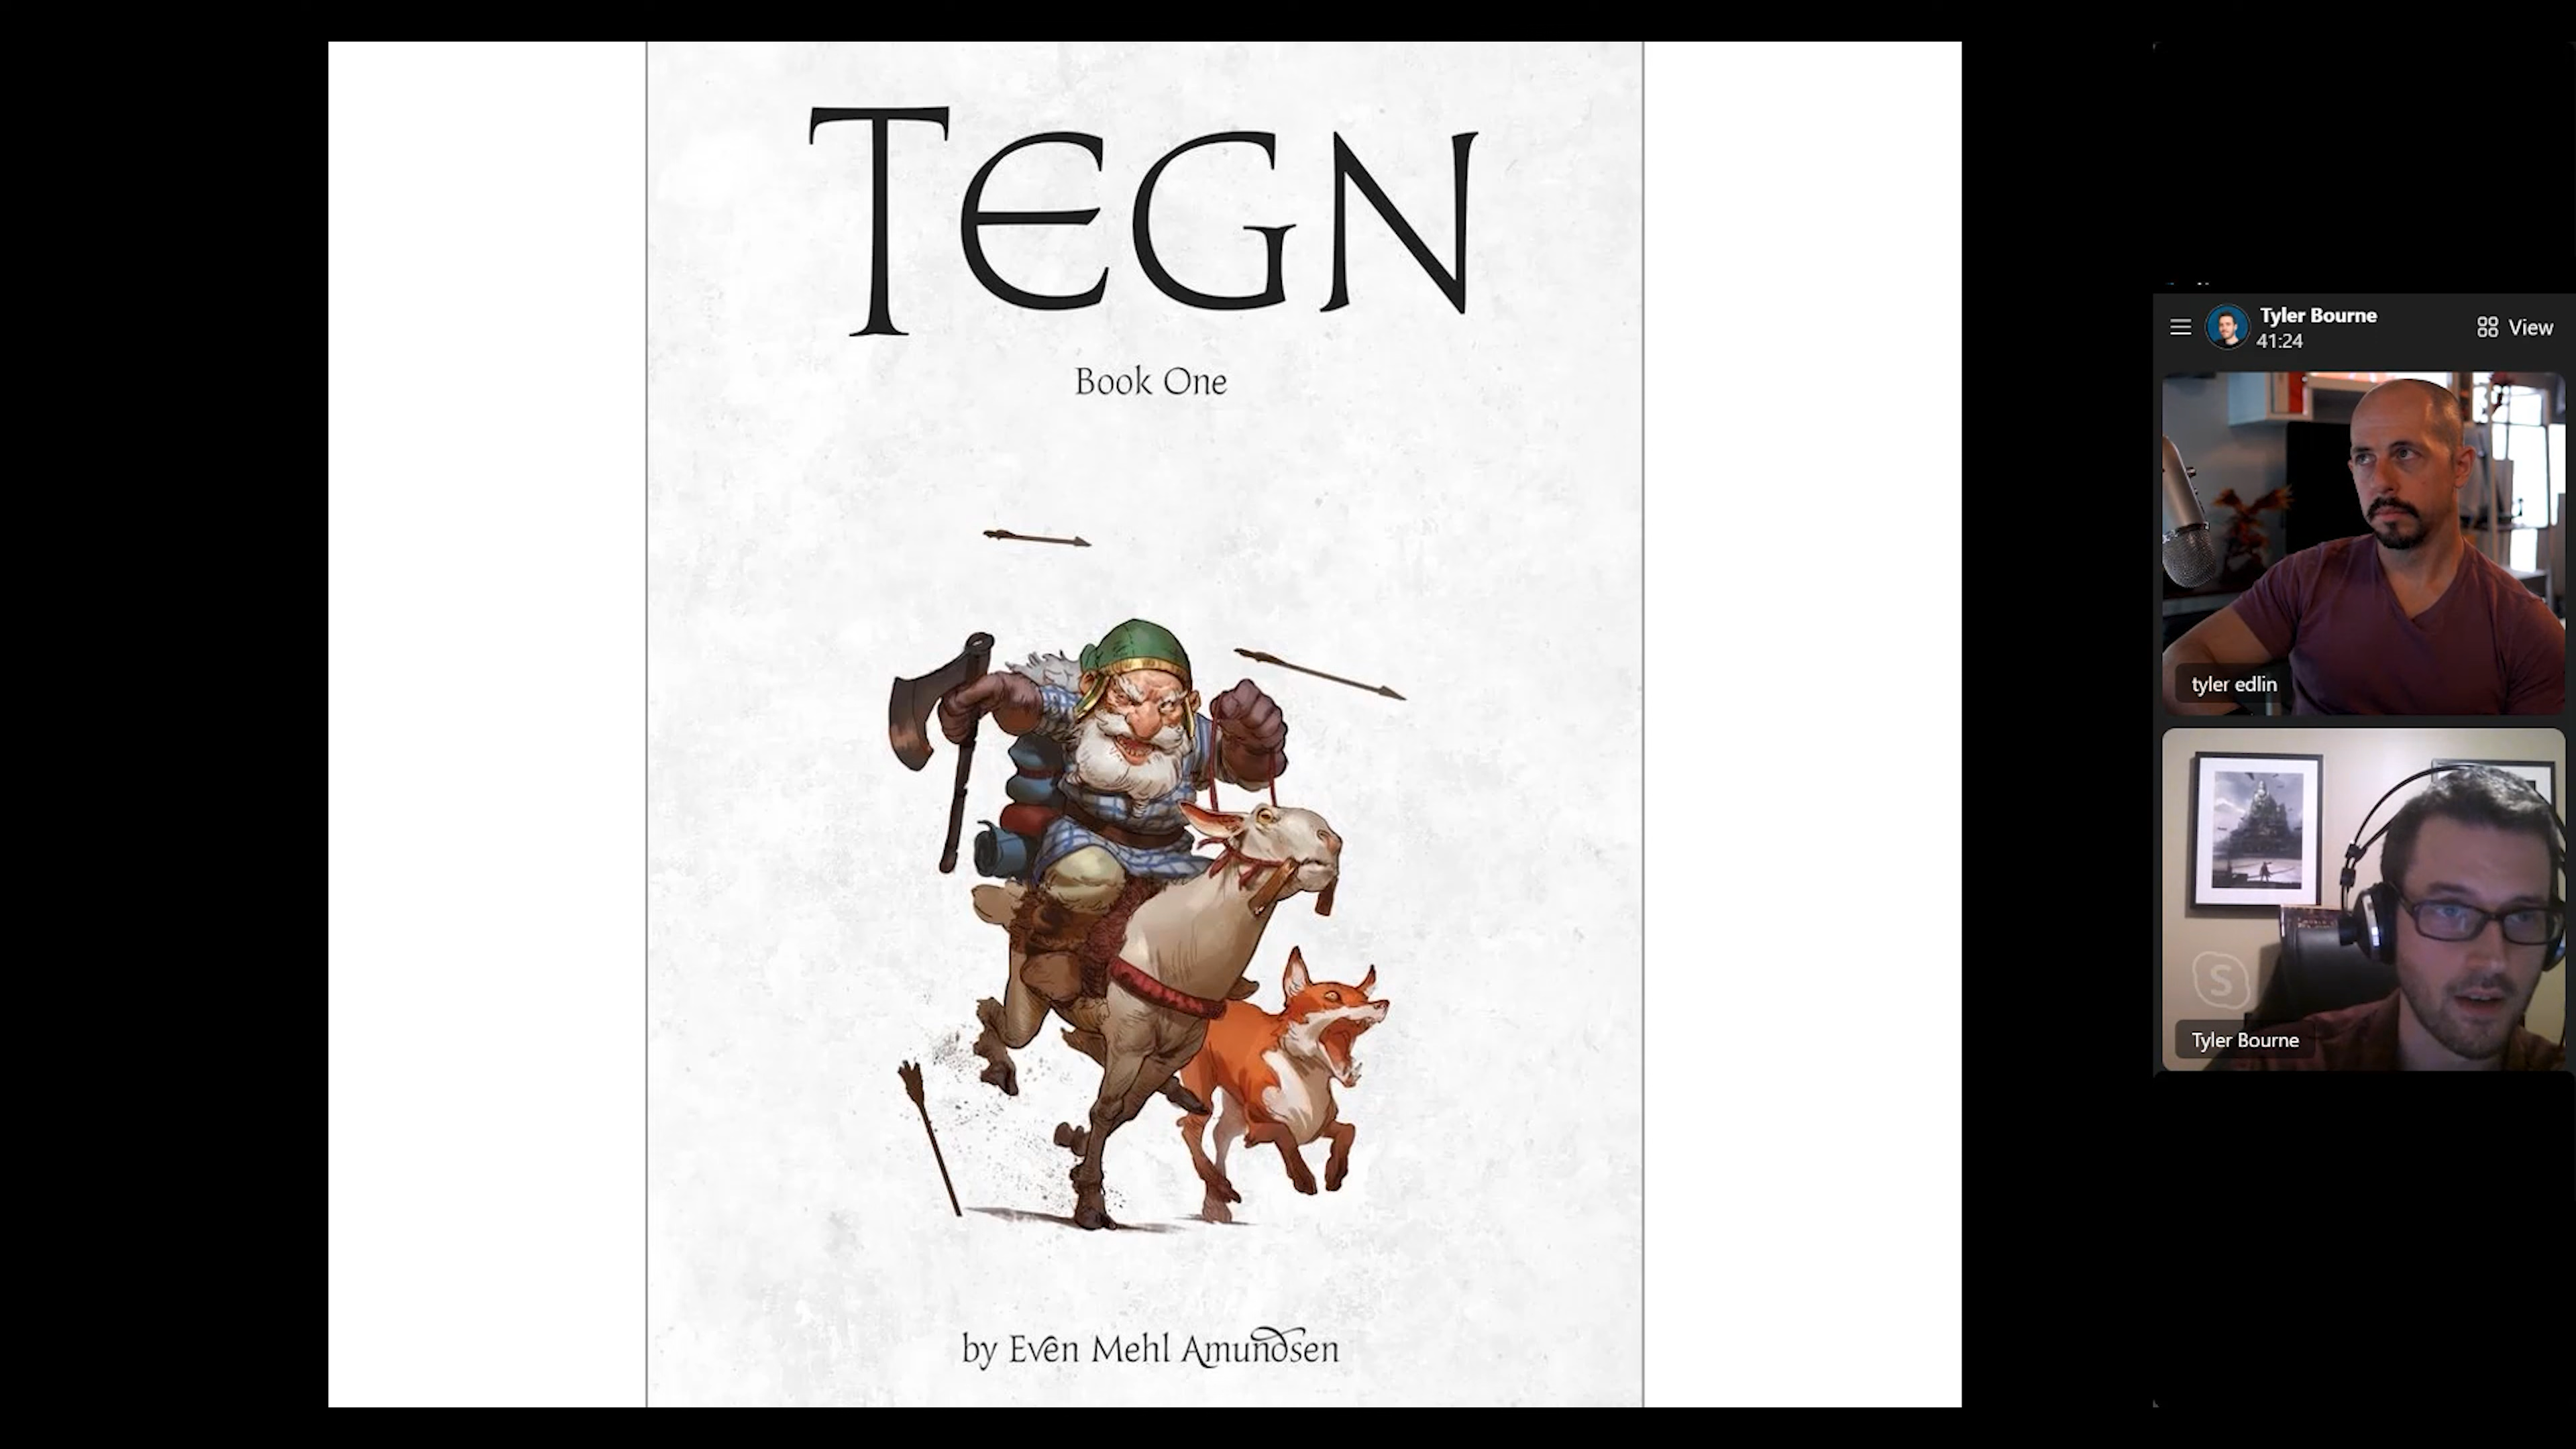 TEGN
Book One
by Even Mehl Amundsen
Tyler Bourne
41:24
View
tyler edlin
S
Tyler Bourne